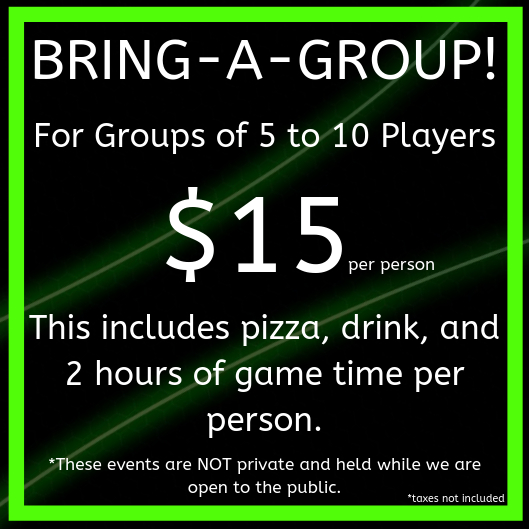 BRING-A-GROUP!
For Groups of 5 to 10 Players
$15 per person
This includes pizza, drink, and
2 hours of game time per
person.
*These events are NOT private and held while we are
open to the public.
*taxes not included